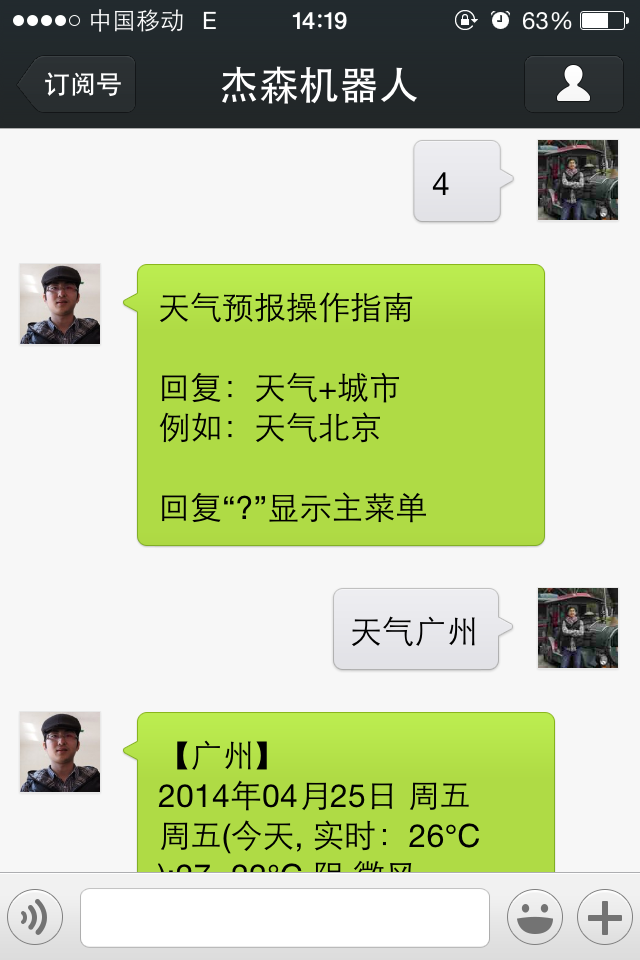 中国移动 E 14:19 63%
订阅号 杰森机器人
4
天气预报操作指南
回复：天气+城市
例如：天气北京
回复“?”显示主菜单
天气广州
【广州】
2014年04月25日 周五
周五(今天, 实时：26°C